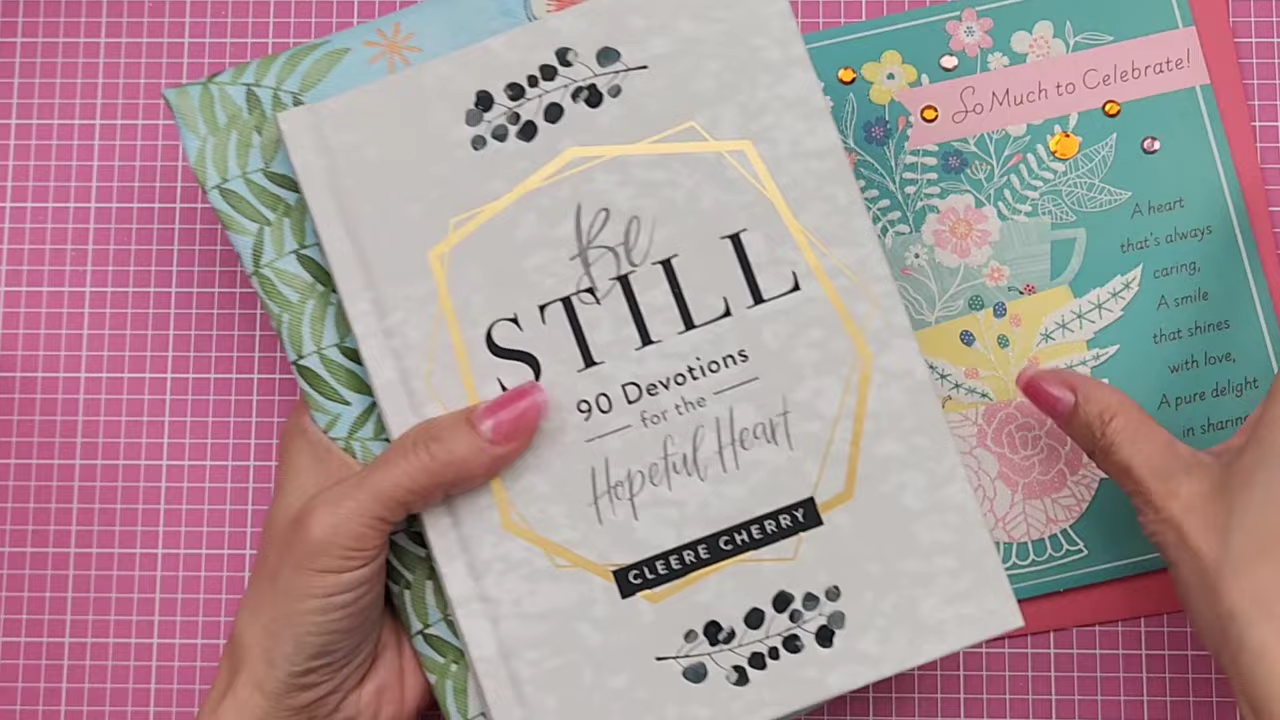 Be
STILL
90 Devotions
for the
Hopeful Heart
CLEERE CHERRY
So Much to Celebrate!
A heart
that's always
caring,
A smile
that shines
with love,
A pure delight
in sharing